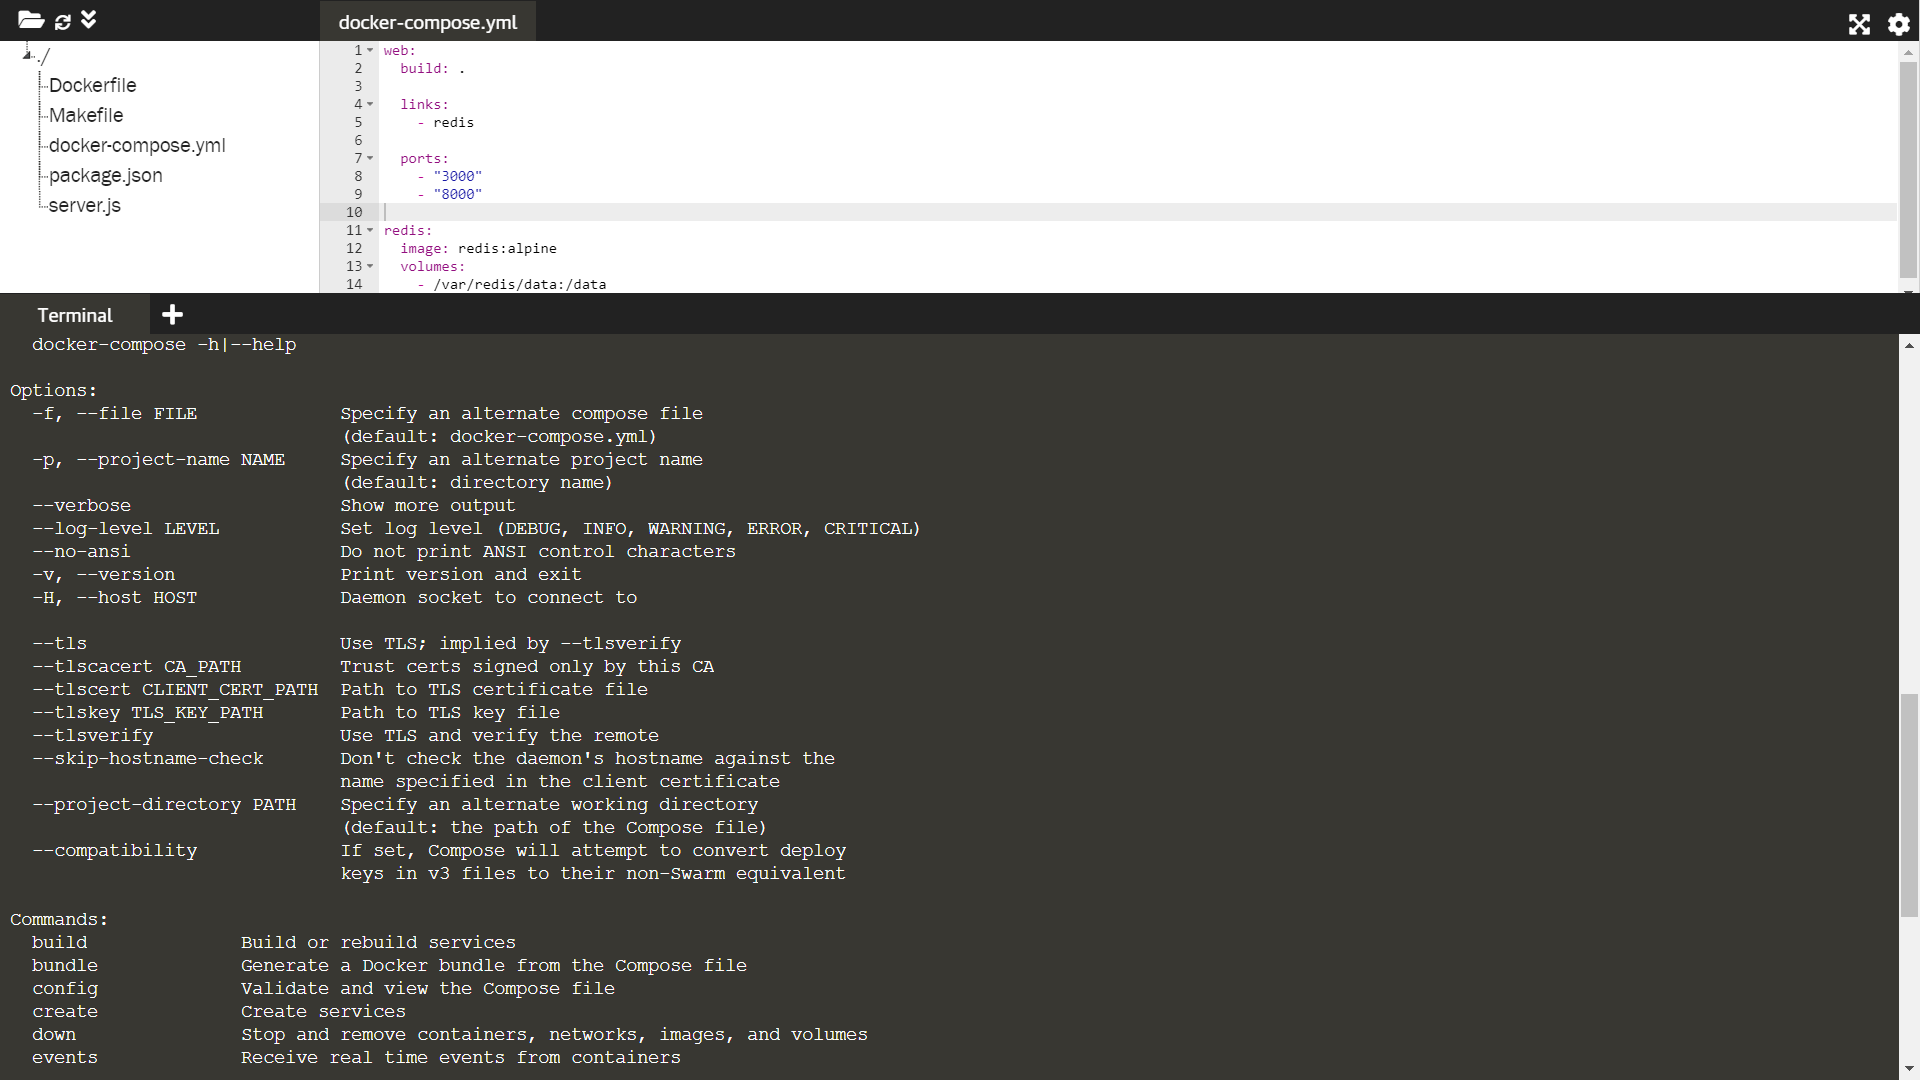 docker-compose.yml
./
Dockerfile
Makefile
docker-compose.yml
package.json
server.js
1 web:
2   build: .
3
4   links:
5     - redis
6
7   ports:
8     - "3000"
9     - "8000"
10
11 redis:
12   image: redis:alpine
13   volumes:
14     - /var/redis/data:/data
Terminal
  docker-compose -h|--help
Options:
  -f, --file FILE             Specify an alternate compose file
                              (default: docker-compose.yml)
  -p, --project-name NAME     Specify an alternate project name
                              (default: directory name)
  --verbose                   Show more output
  --log-level LEVEL           Set log level (DEBUG, INFO, WARNING, ERROR, CRITICAL)
  --no-ansi                   Do not print ANSI control characters
  -v, --version               Print version and exit
  -H, --host HOST             Daemon socket to connect to
  --tls                       Use TLS; implied by --tlsverify
  --tlscacert CA_PATH         Trust certs signed only by this CA
  --tlscert CLIENT_CERT_PATH  Path to TLS certificate file
  --tlskey TLS_KEY_PATH       Path to TLS key file
  --tlsverify                 Use TLS and verify the remote
  --skip-hostname-check       Don't check the daemon's hostname against the
                              name specified in the client certificate
  --project-directory PATH    Specify an alternate working directory
                              (default: the path of the Compose file)
  --compatibility             If set, Compose will attempt to convert deploy
                              keys in v3 files to their non-Swarm equivalent
Commands:
  build              Build or rebuild services
  bundle             Generate a Docker bundle from the Compose file
  config             Validate and view the Compose file
  create             Create services
  down               Stop and remove containers, networks, images, and volumes
  events             Receive real time events from containers